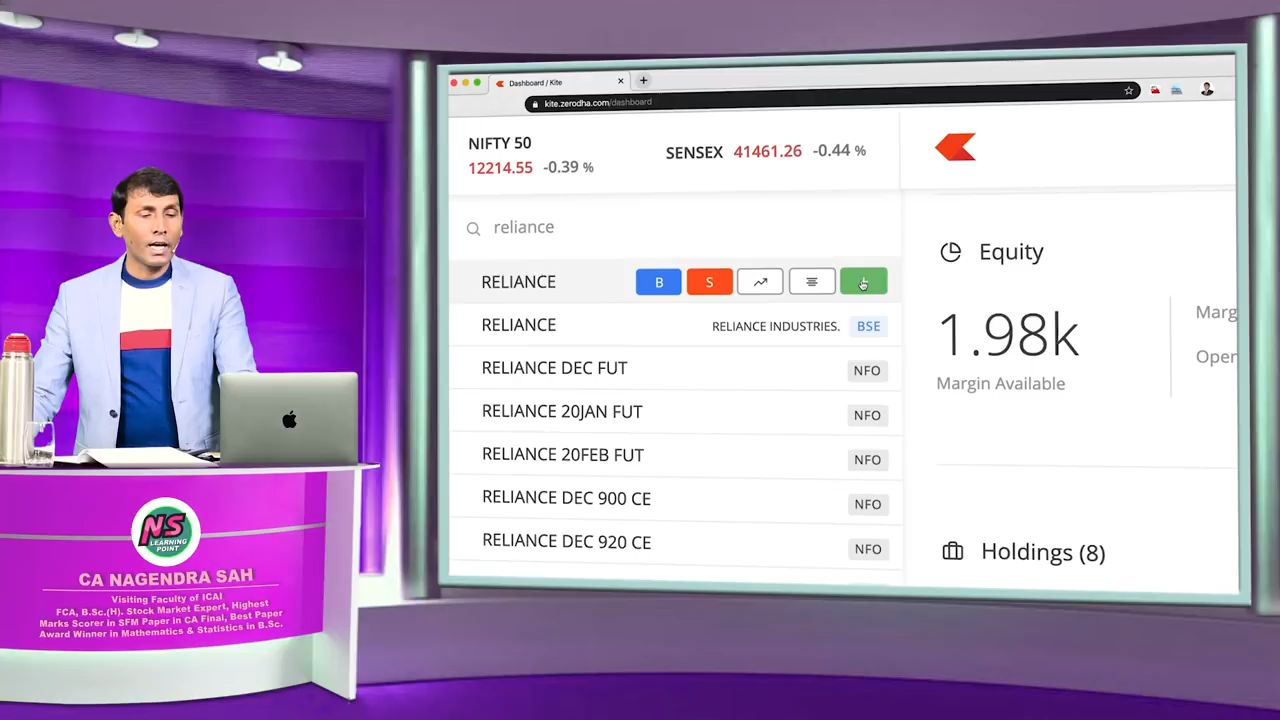 Dashboard / Kite
kite.zerodha.com/dashboard
NIFTY 50
12214.55 -0.39 %
SENSEX 41461.26 -0.44 %
reliance
RELIANCE B S
RELIANCE RELIANCE INDUSTRIES. BSE
RELIANCE DEC FUT NFO
RELIANCE 20JAN FUT NFO
RELIANCE 20FEB FUT NFO
RELIANCE DEC 900 CE NFO
RELIANCE DEC 920 CE NFO
Equity
1.98k
Margin Available
Marg
Oper
Holdings (8)
NS
LEARNING
POINT
CA NAGENDRA SAH
Visiting Faculty of ICAI
FCA, B.Sc.(H). Stock Market Expert, Highest
Marks Scorer in SFM Paper in CA Final, Best Paper
Award Winner in Mathematics & Statistics in B.Sc.